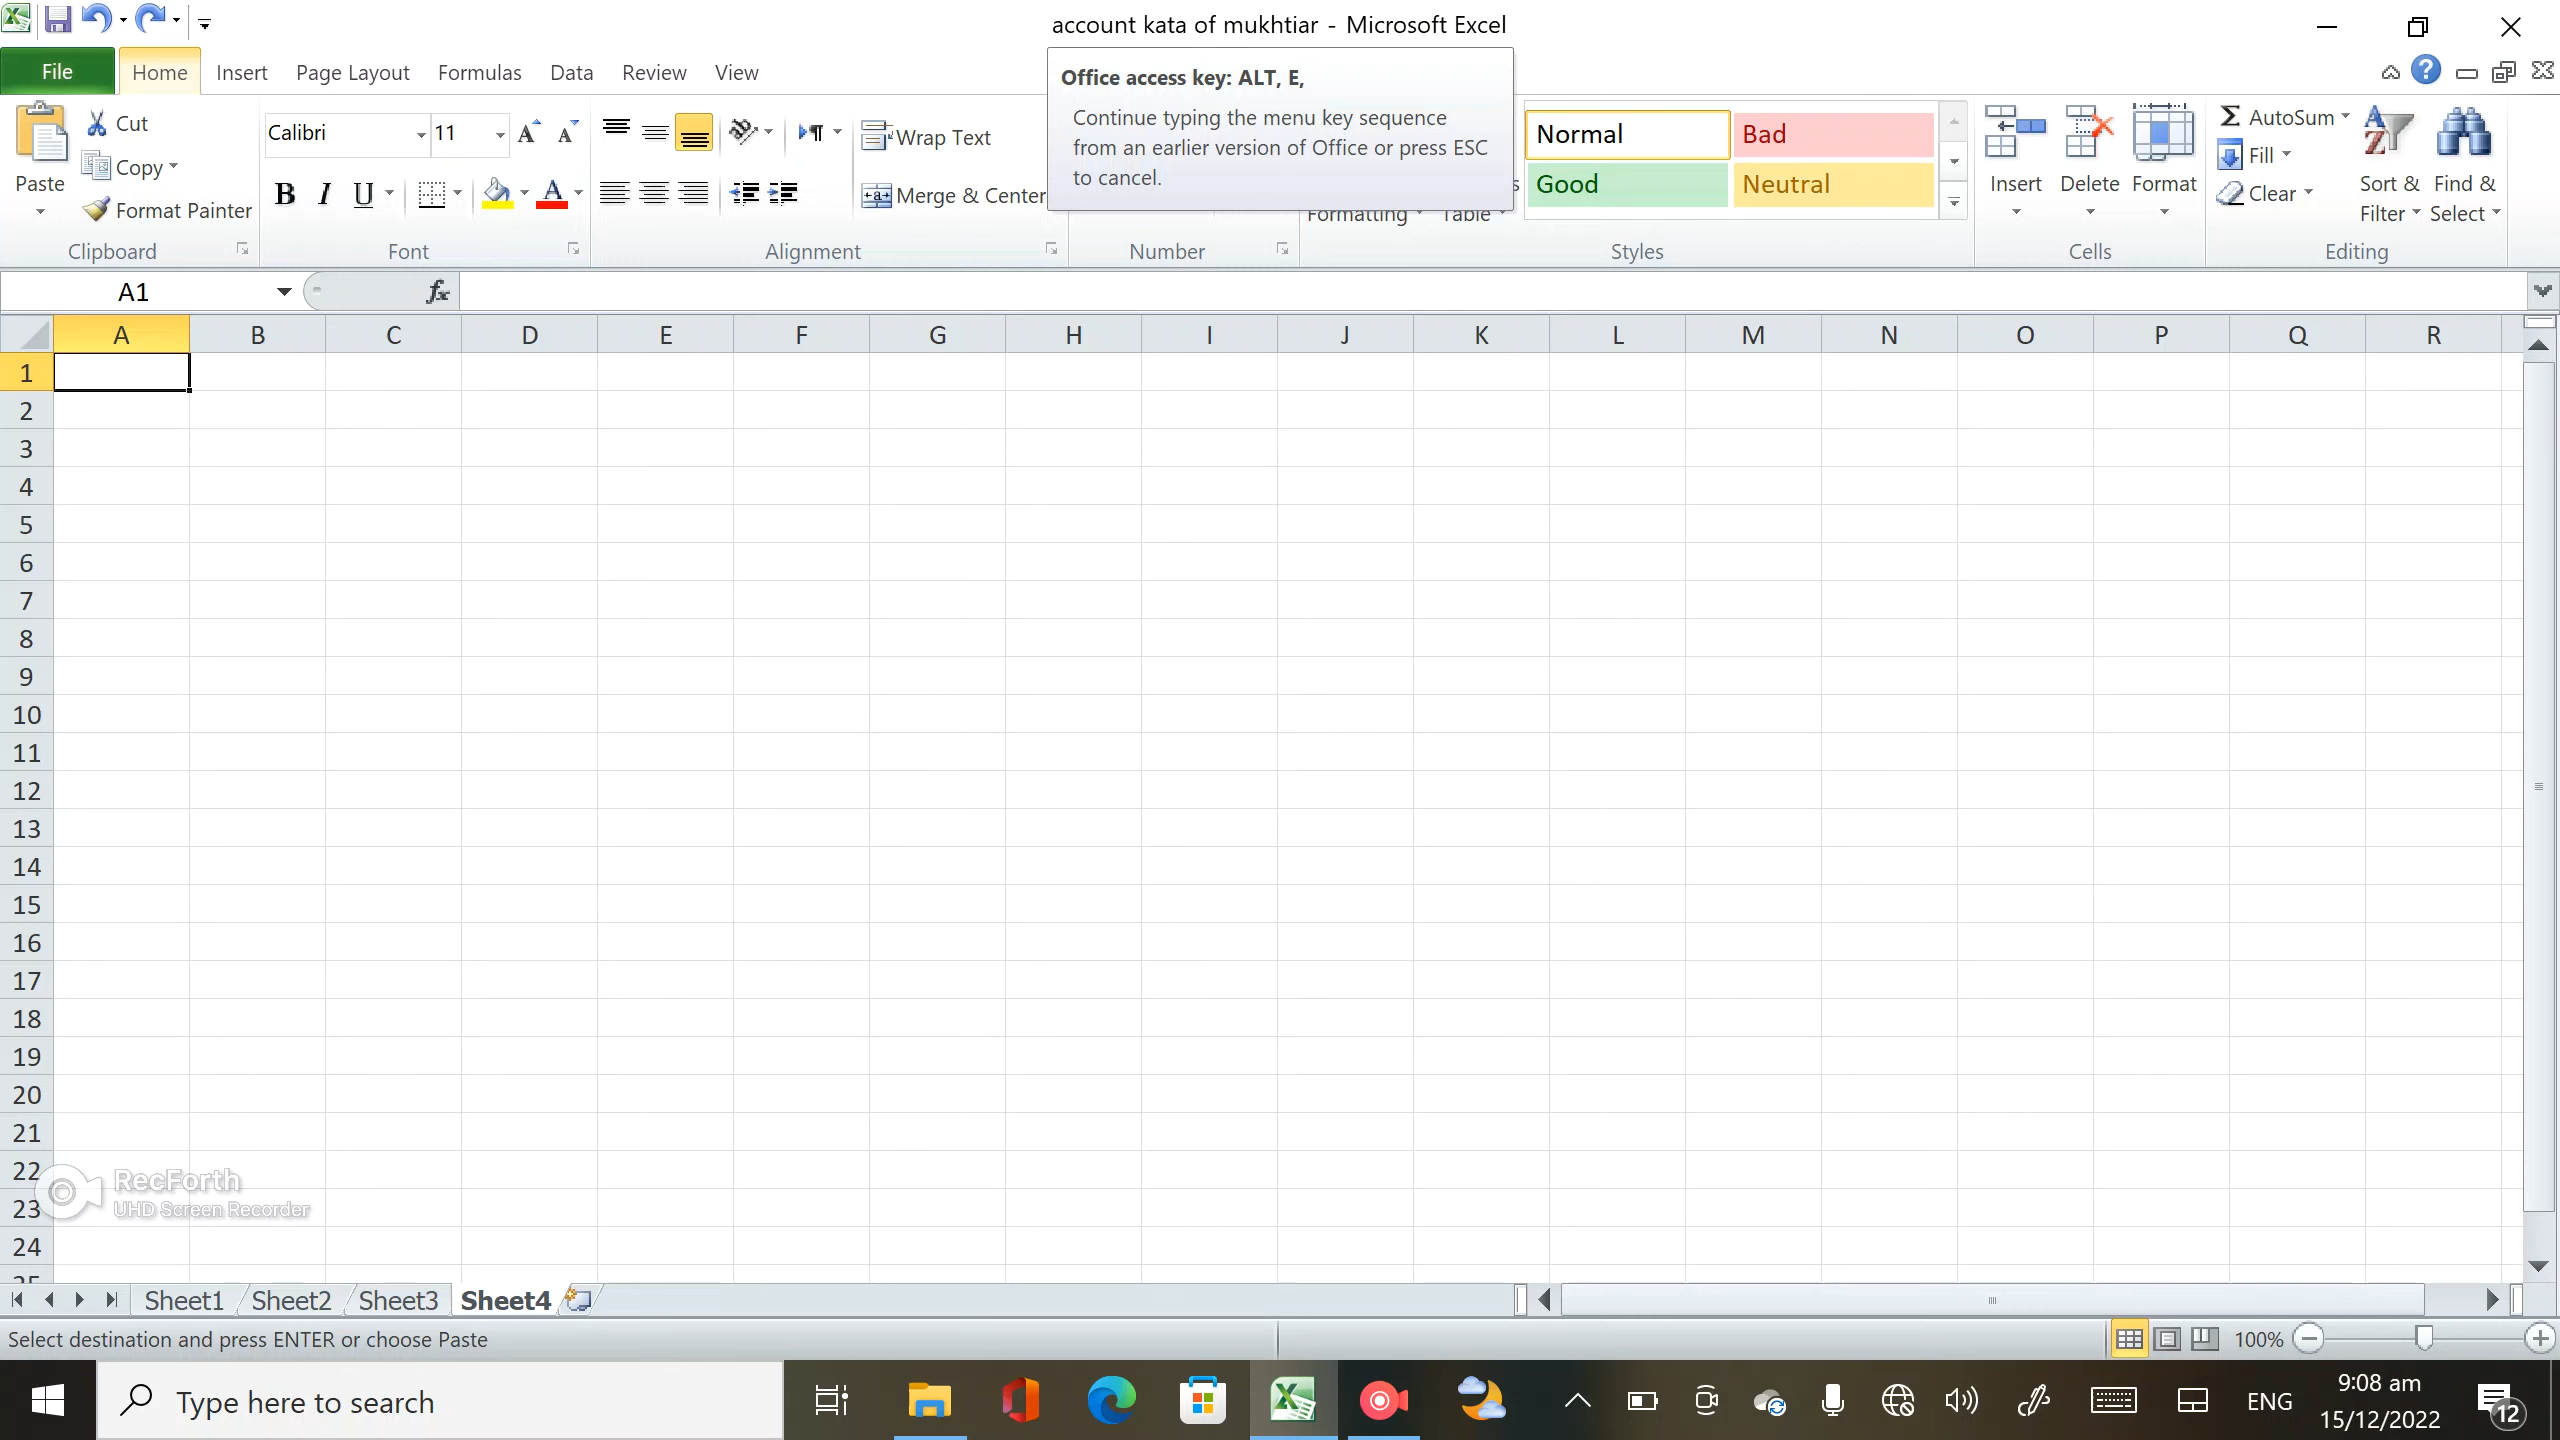 account kata of mukhtiar - Microsoft Excel
File Home Insert Page Layout Formulas Data Review View
Office access key: ALT, E,
Continue typing the menu key sequence
from an earlier version of Office or press ESC
to cancel.
Paste
Cut
Copy
Format Painter
Clipboard
Calibri 11
B I U
A
Font
Wrap Text
Merge & Center
Alignment
Number
Formatting
Table
Normal Bad
Good Neutral
Styles
Insert Delete Format
Cells
AutoSum
Fill
Clear
Sort &
Filter
Find &
Select
Editing
A1 fx
A B C D E F G H I J K L M N O P Q R
1
2
3
4
5
6
7
8
9
10
11
12
13
14
15
16
17
18
19
20
21
22
23
24
25
RecForth
UHD Screen Recorder
Sheet1 Sheet2 Sheet3 Sheet4
Select destination and press ENTER or choose Paste
100%
Type here to search
ENG
9:08 am
15/12/2022
12